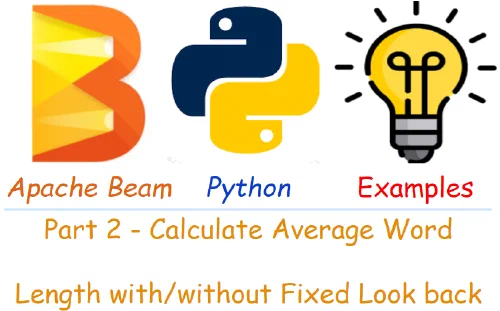 Apache Beam Python Examples
Part 2 - Calculate Average Word
Length with/without Fixed Look back